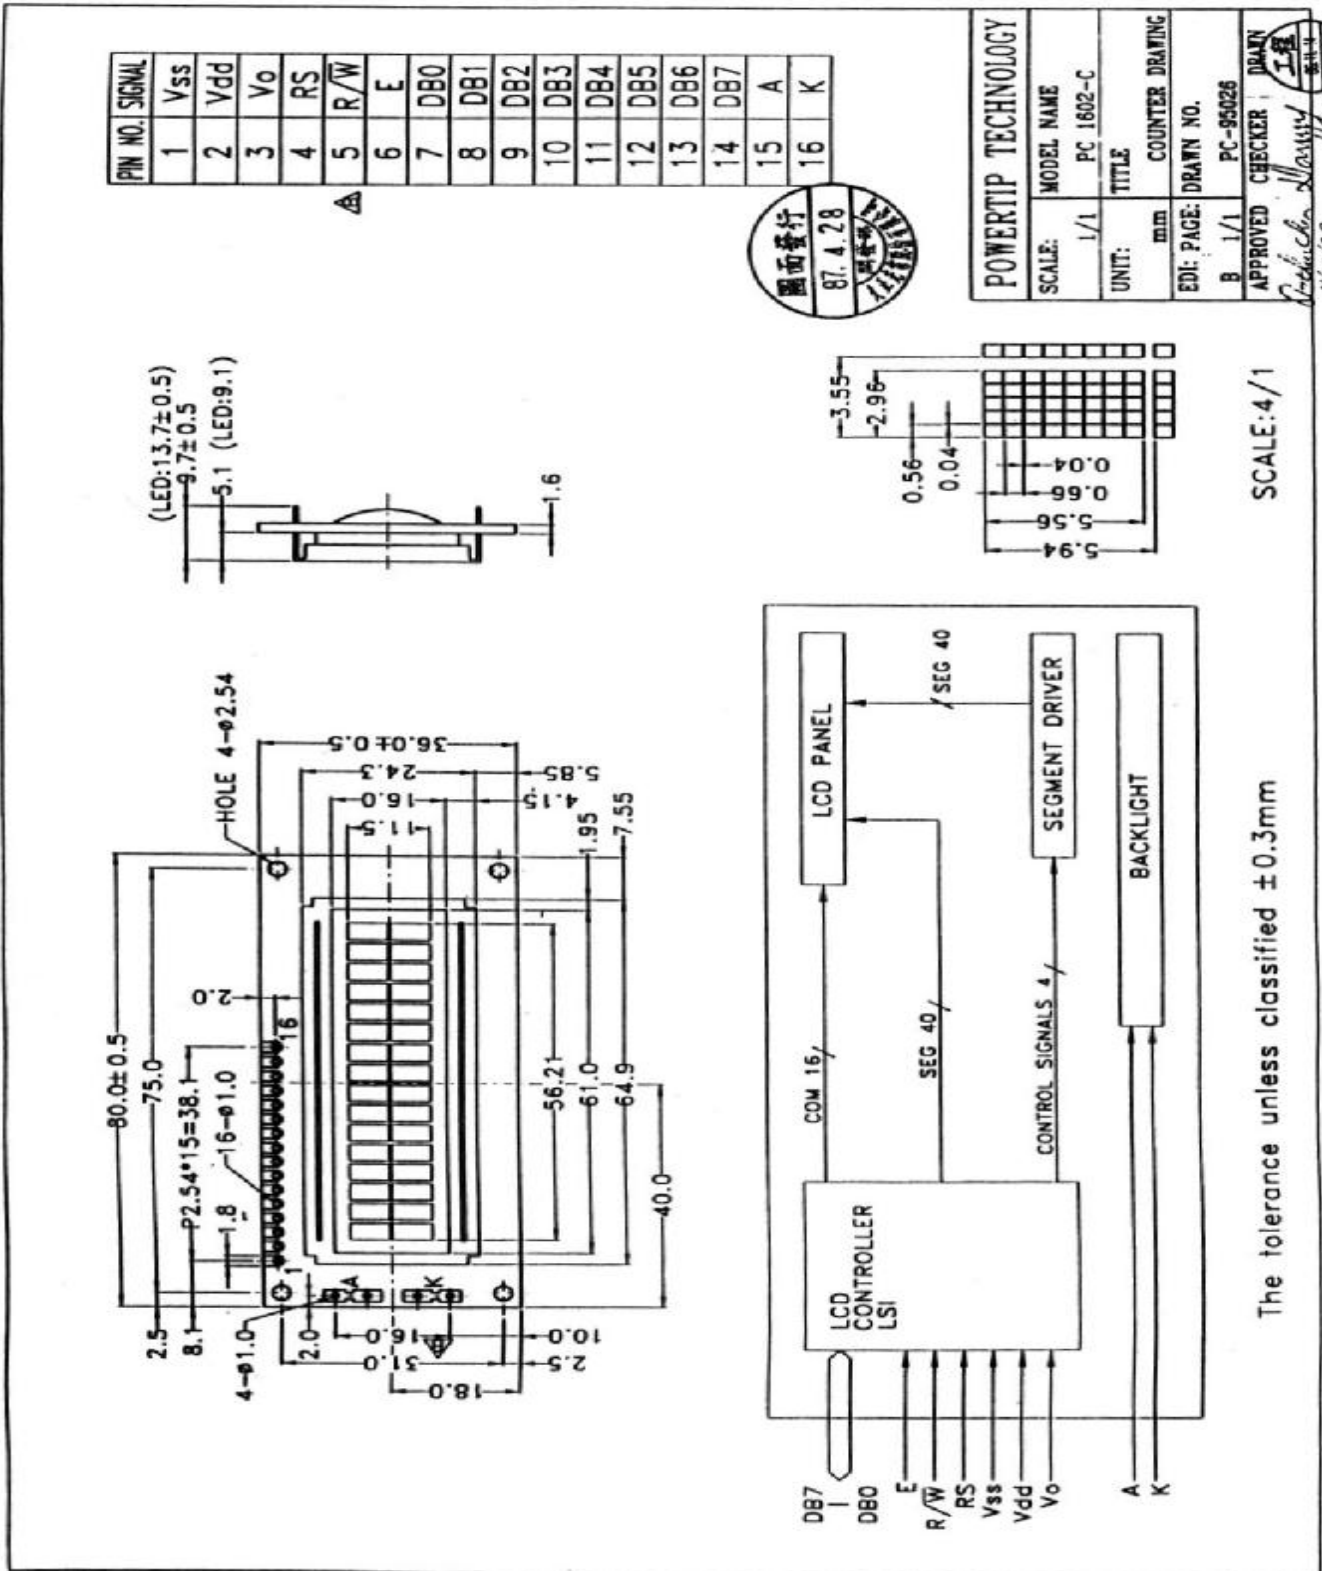 PIN NO. SIGNAL
1 Vss
2 Vdd
3 Vo
4 RS
5 R/W̅
6 E
7 DB0
8 DB1
9 DB2
10 DB3
11 DB4
12 DB5
13 DB6
14 DB7
15 A
16 K
(LED:13.7±0.5)
9.7±0.5
5.1 (LED:9.1)
1.6
圖面發行
87.4.28
POWERTIP TECHNOLOGY
SCALE: 1/1
MODEL NAME
PC 1602-C
UNIT: mm
TITLE
COUNTER DRAWING
EDI: PAGE: DRAWN NO.
B 1/1 PC-95026
APPROVED CHECKER DRAWN
工程
3.55
2.96
0.56
0.04
0.04
0.66
5.56
5.94
SCALE:4/1
80.0±0.5
75.0
P2.54*15=38.1
1.8
16-ø1.0
2.0
16
1
HOLE 4-ø2.54
36.0±0.5
24.3
16.0
11.5
5.85
4.15
1.95
7.55
56.21
61.0
64.9
40.0
2.5
8.1
4-ø1.0
2.0
A
K
16.0
31.0
18.0
10.0
2.5
LCD PANEL
SEG 40
SEGMENT DRIVER
BACKLIGHT
COM 16
SEG 40
CONTROL SIGNALS 4
LCD
CONTROLLER
LSI
DB7
DB0
E
R/W̅
RS
Vss
Vdd
Vo
A
K
The tolerance unless classified ±0.3mm